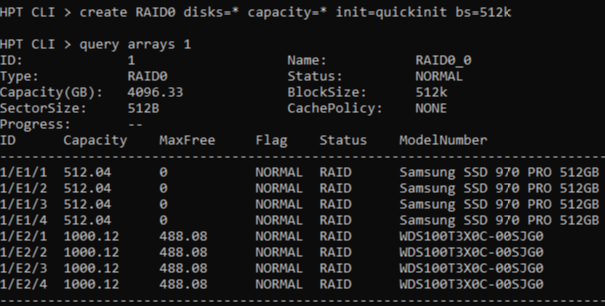 HPT CLI > create RAID0 disks=* capacity=* init=quickinit bs=512k
HPT CLI > query arrays 1
ID: 1 Name: RAID0_0
Type: RAID0 Status: NORMAL
Capacity(GB): 4096.33 BlockSize: 512k
SectorSize: 512B CachePolicy: NONE
Progress: --
ID Capacity MaxFree Flag Status ModelNumber
--------------------------------------------------------------------------------
1/E1/1 512.04 0 NORMAL RAID Samsung SSD 970 PRO 512GB
1/E1/2 512.04 0 NORMAL RAID Samsung SSD 970 PRO 512GB
1/E1/3 512.04 0 NORMAL RAID Samsung SSD 970 PRO 512GB
1/E1/4 512.04 0 NORMAL RAID Samsung SSD 970 PRO 512GB
1/E2/1 1000.12 488.08 NORMAL RAID WDS100T3X0C-00SJG0
1/E2/2 1000.12 488.08 NORMAL RAID WDS100T3X0C-00SJG0
1/E2/3 1000.12 488.08 NORMAL RAID WDS100T3X0C-00SJG0
1/E2/4 1000.12 488.08 NORMAL RAID WDS100T3X0C-00SJG0
--------------------------------------------------------------------------------